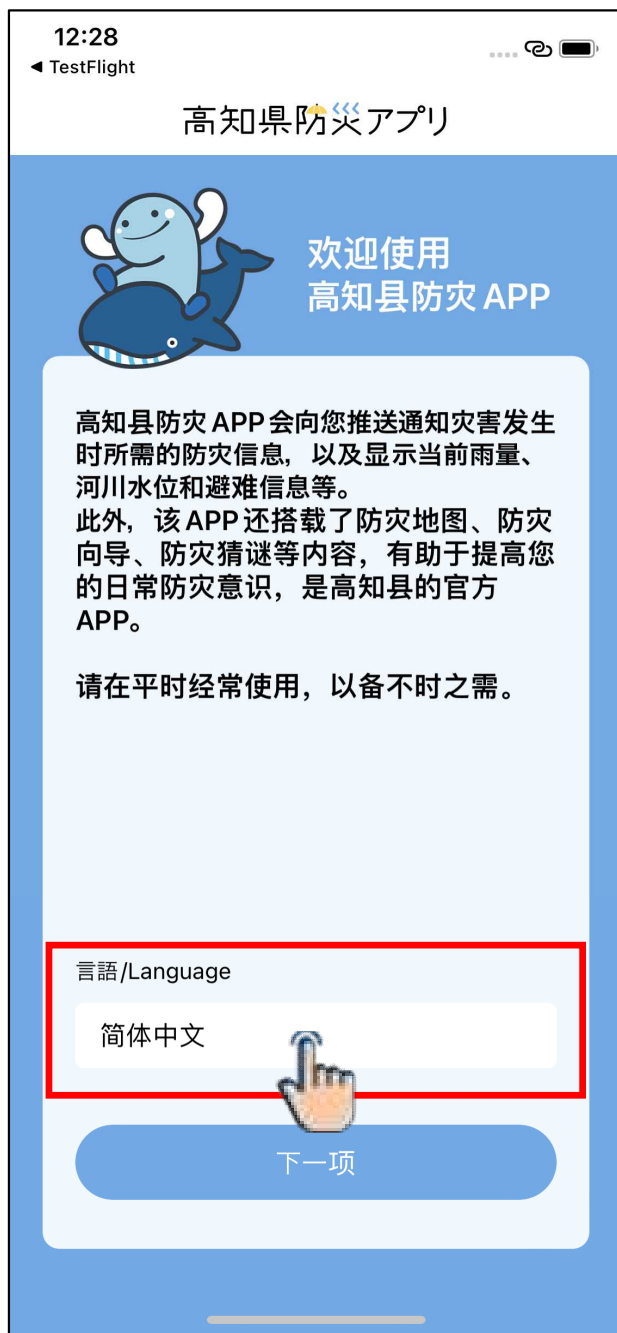 12:28
◀ TestFlight
高知県防災アプリ
欢迎使用
高知县防灾 APP
高知县防灾 APP 会向您推送通知灾害发生
时所需的防灾信息，以及显示当前雨量、
河川水位和避难信息等。
此外，该 APP 还搭载了防灾地图、防灾
向导、防灾猜谜等内容，有助于提高您
的日常防灾意识，是高知县的官方
APP。
请在平时经常使用，以备不时之需。
言語/Language
简体中文
下一项